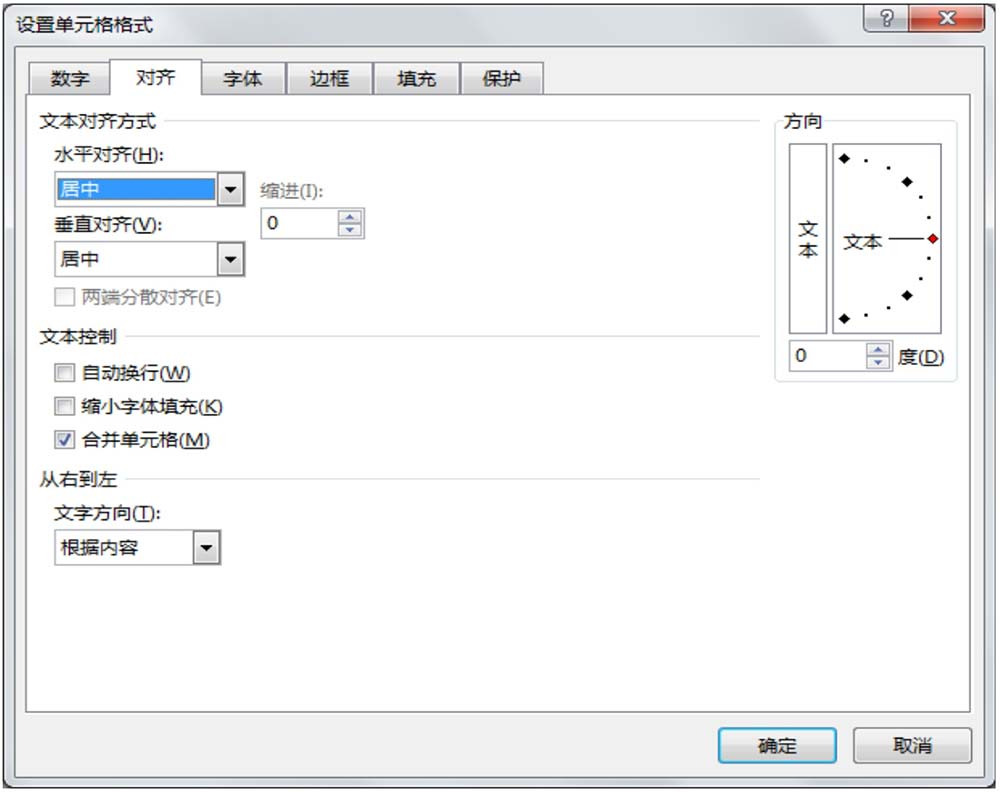 设置单元格格式
数字 对齐 字体 边框 填充 保护
文本对齐方式
水平对齐(H):
居中
缩进(I):
0
垂直对齐(V):
居中
两端分散对齐(E)
文本控制
自动换行(W)
缩小字体填充(K)
合并单元格(M)
从右到左
文字方向(T):
根据内容
方向
文本
文本
0 度(D)
确定 取消